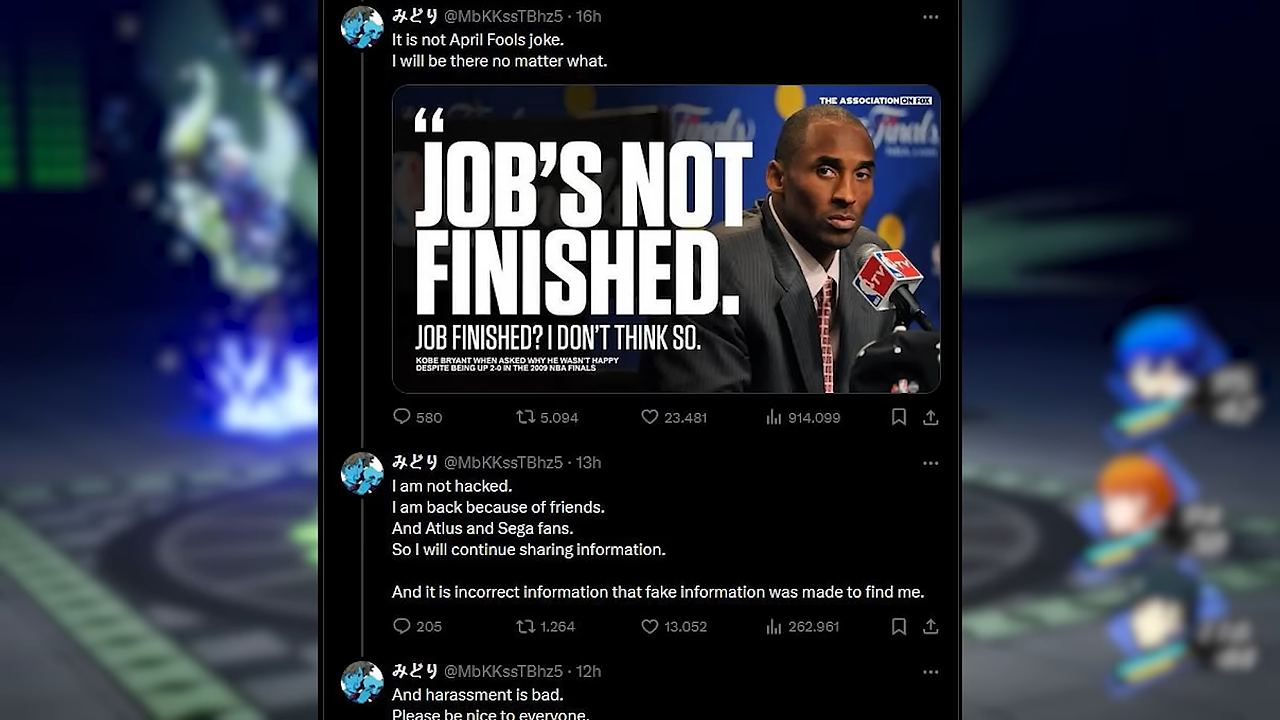 みどり @MbKKssTBhz5 · 16h
It is not April Fools joke.
I will be there no matter what.
THE ASSOCIATION ON FOX
“
JOB’S NOT
FINISHED.
JOB FINISHED? I DON’T THINK SO.
KOBE BRYANT WHEN ASKED WHY HE WASN’T HAPPY
DESPITE BEING UP 2-0 IN THE 2009 NBA FINALS
Finals
Finals
NBA.COM
TV
580 5.094 23.481 914.099
みどり @MbKKssTBhz5 · 13h
I am not hacked.
I am back because of friends.
And Atlus and Sega fans.
So I will continue sharing information.
And it is incorrect information that fake information was made to find me.
205 1.264 13.052 262.961
みどり @MbKKssTBhz5 · 12h
And harassment is bad.
Please be nice to everyone.